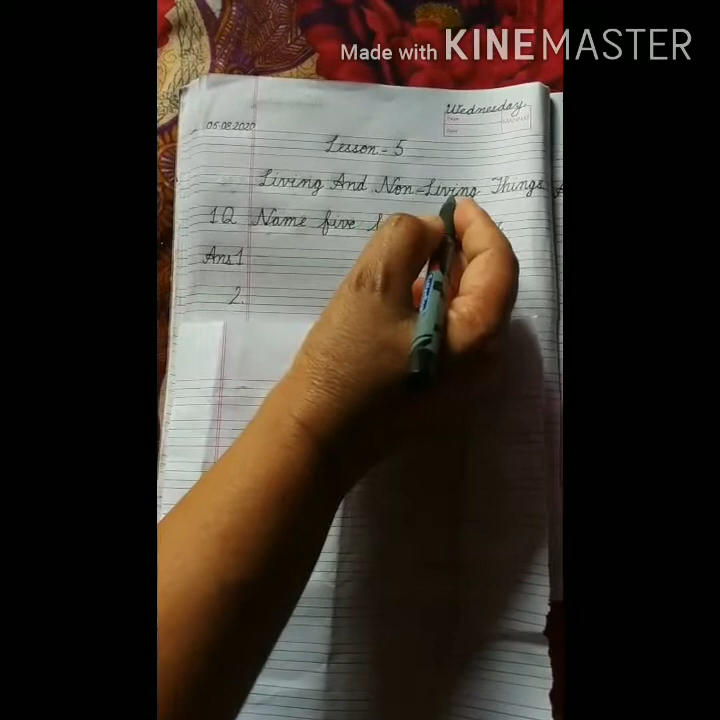 Made with KINEMASTER
Wednesday
05-08-2020
Lesson - 5
Living And Non-Living Things
1Q Name five
Ans 1
2.